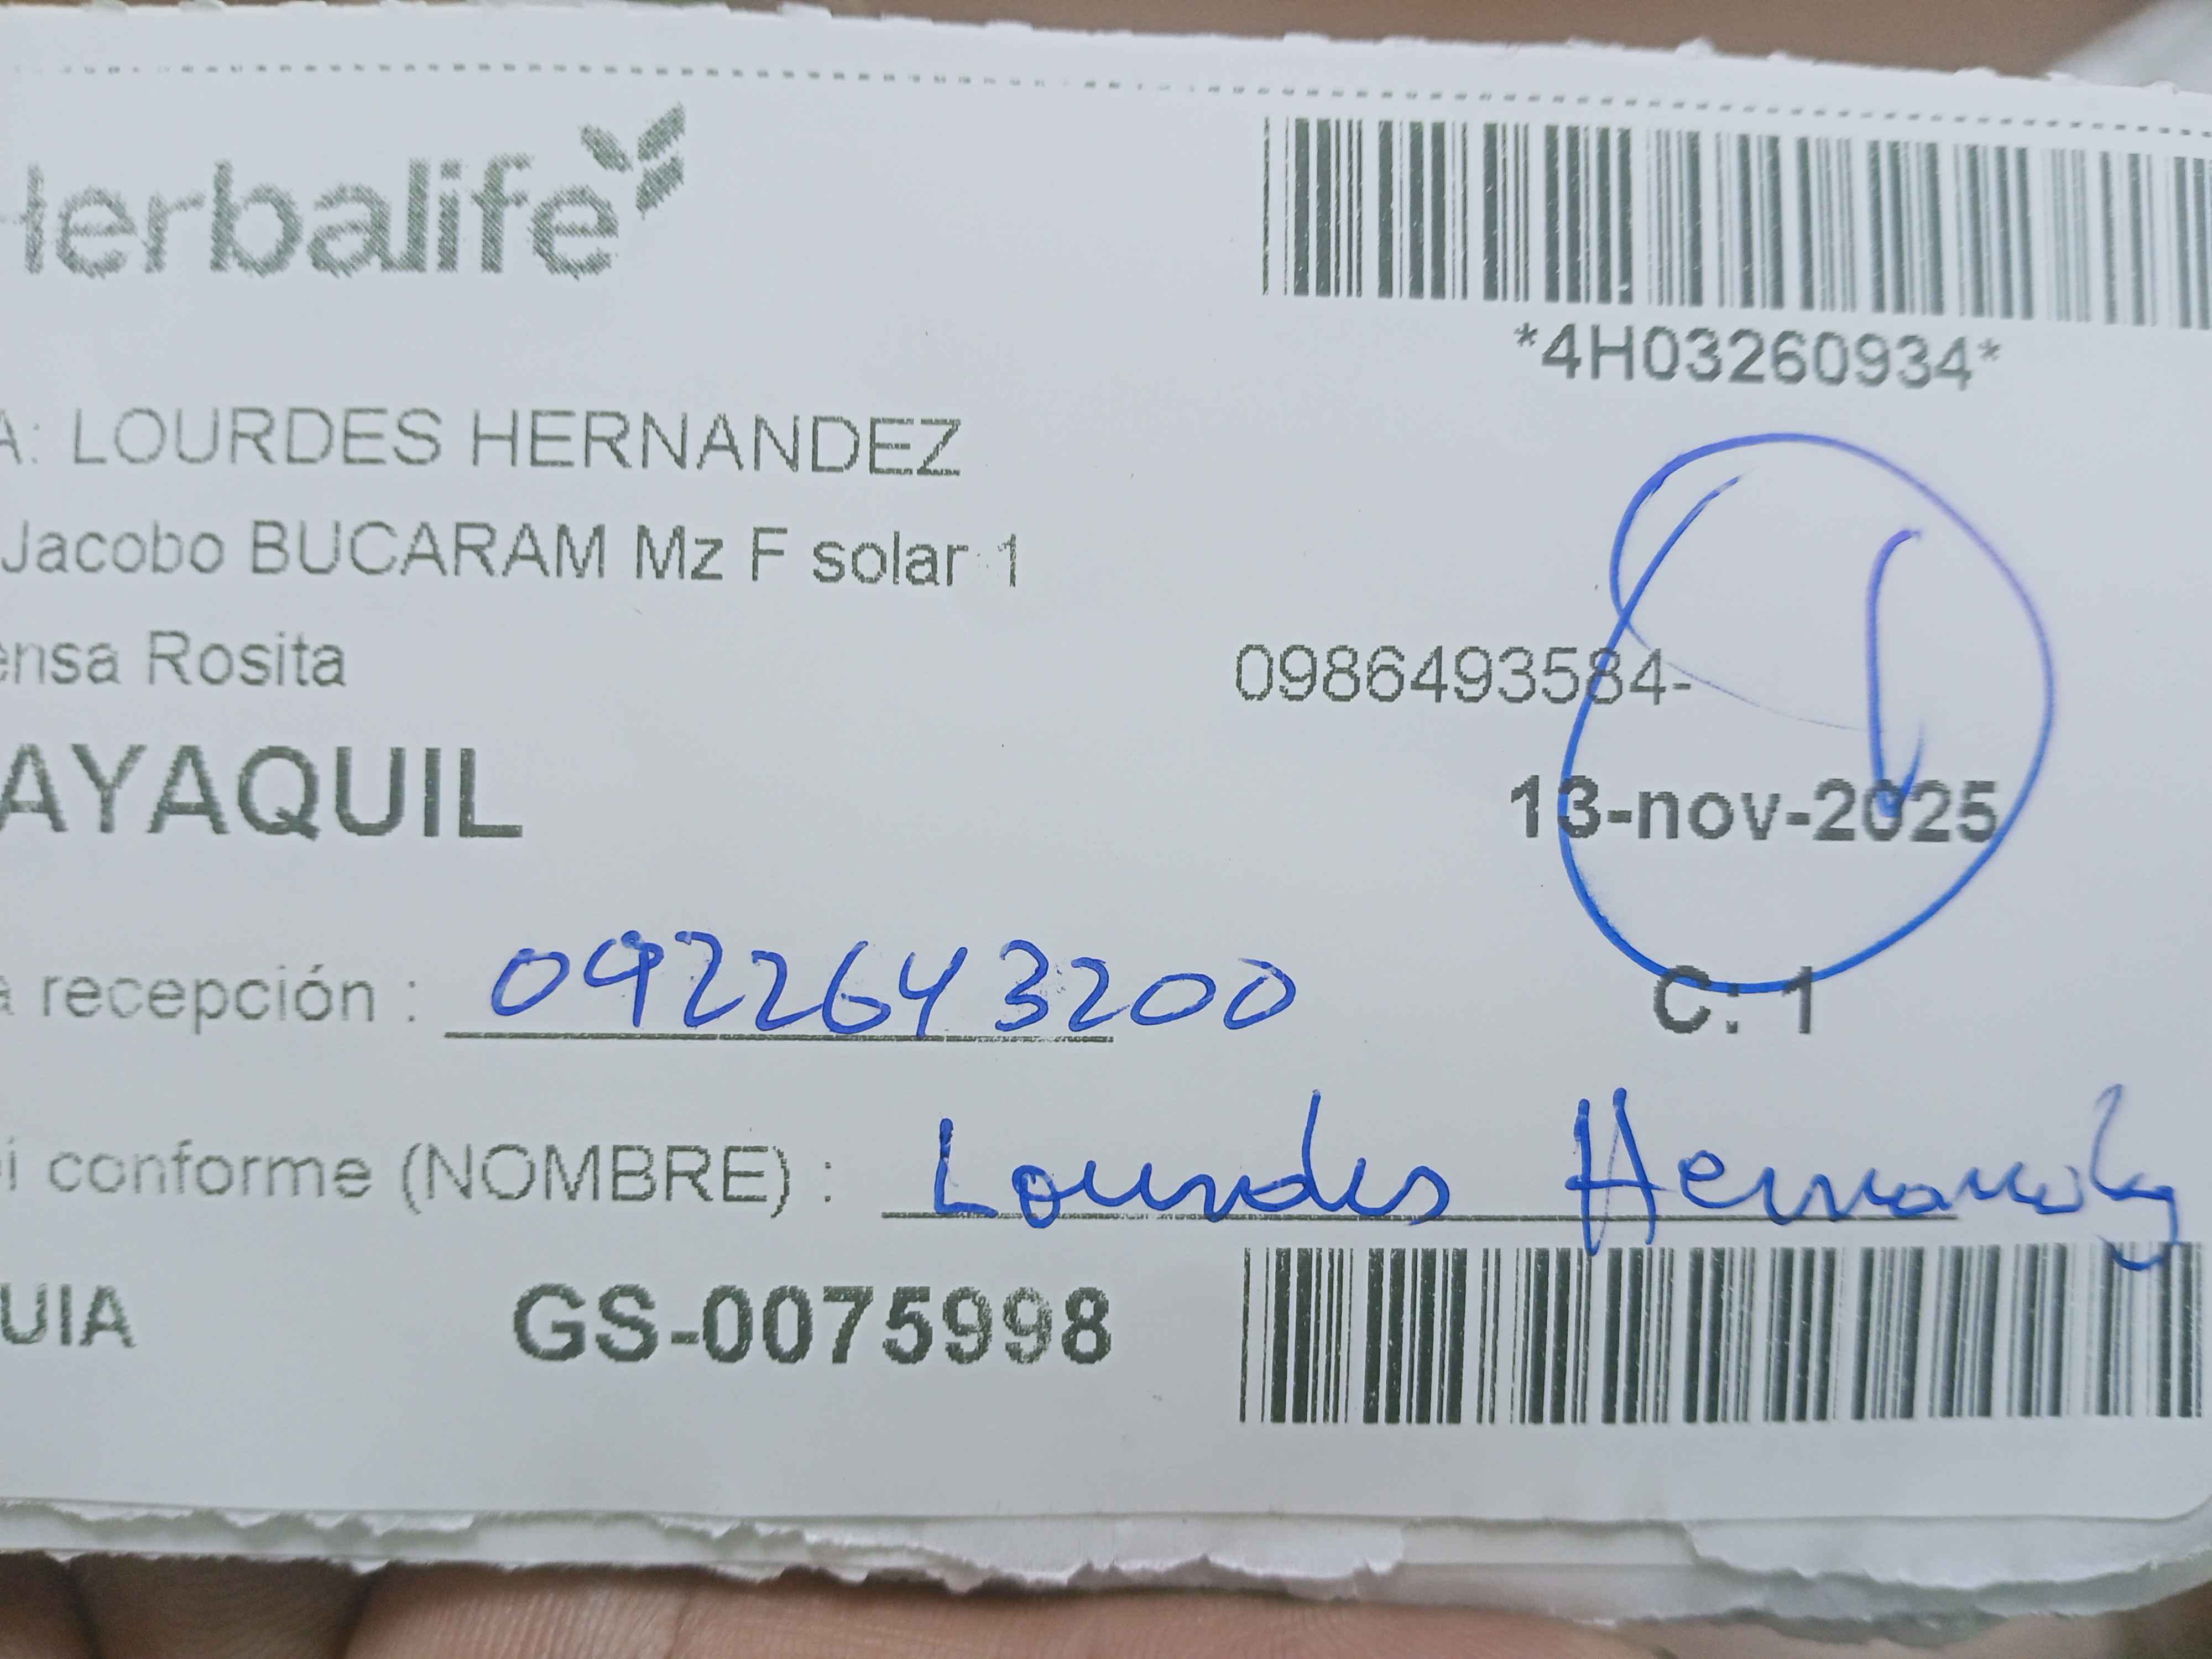 Herbalife
*4H03260934*
A: LOURDES HERNANDEZ
Jacobo BUCARAM Mz F solar 1
ensa Rosita
0986493584-
AYAQUIL
13-nov-2025
a recepción : 0922643200
C: 1
i conforme (NOMBRE) : Lourdes Hernandez
UIA GS-0075998